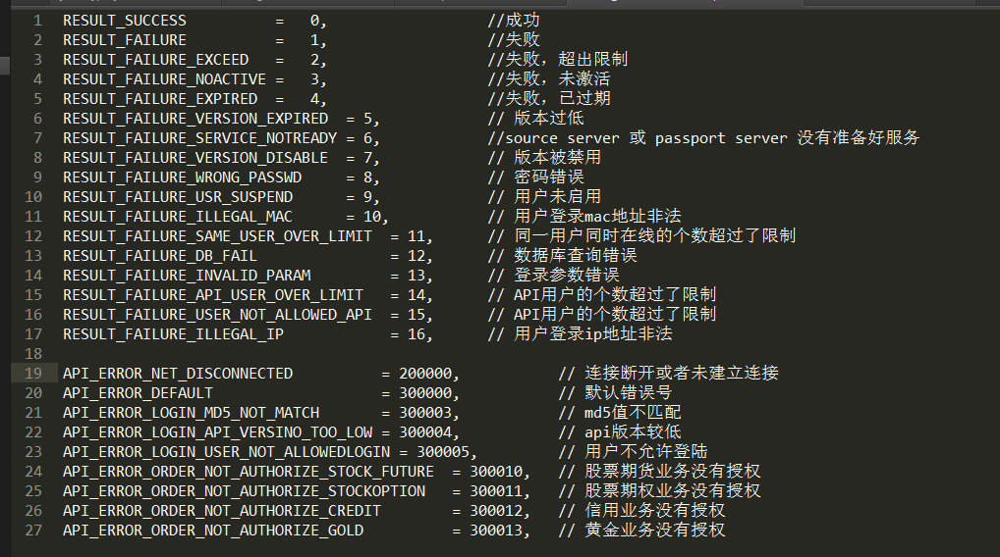 1 RESULT_SUCCESS = 0, //成功
2 RESULT_FAILURE = 1, //失败
3 RESULT_FAILURE_EXCEED = 2, //失败，超出限制
4 RESULT_FAILURE_NOACTIVE = 3, //失败，未激活
5 RESULT_FAILURE_EXPIRED = 4, //失败，已过期
6 RESULT_FAILURE_VERSION_EXPIRED = 5, // 版本过低
7 RESULT_FAILURE_SERVICE_NOTREADY = 6, //source server 或 passport server 没有准备好服务
8 RESULT_FAILURE_VERSION_DISABLE = 7, // 版本被禁用
9 RESULT_FAILURE_WRONG_PASSWD = 8, // 密码错误
10 RESULT_FAILURE_USR_SUSPEND = 9, // 用户未启用
11 RESULT_FAILURE_ILLEGAL_MAC = 10, // 用户登录mac地址非法
12 RESULT_FAILURE_SAME_USER_OVER_LIMIT = 11, // 同一用户同时在线的个数超过了限制
13 RESULT_FAILURE_DB_FAIL = 12, // 数据库查询错误
14 RESULT_FAILURE_INVALID_PARAM = 13, // 登录参数错误
15 RESULT_FAILURE_API_USER_OVER_LIMIT = 14, // API用户的个数超过了限制
16 RESULT_FAILURE_USER_NOT_ALLOWED_API = 15, // API用户的个数超过了限制
17 RESULT_FAILURE_ILLEGAL_IP = 16, // 用户登录ip地址非法
18
19 API_ERROR_NET_DISCONNECTED = 200000, // 连接断开或者未建立连接
20 API_ERROR_DEFAULT = 300000, // 默认错误号
21 API_ERROR_LOGIN_MD5_NOT_MATCH = 300003, // md5值不匹配
22 API_ERROR_LOGIN_API_VERSINO_TOO_LOW = 300004, // api版本较低
23 API_ERROR_LOGIN_USER_NOT_ALLOWEDLOGIN = 300005, // 用户不允许登陆
24 API_ERROR_ORDER_NOT_AUTHORIZE_STOCK_FUTURE = 300010, // 股票期货业务没有授权
25 API_ERROR_ORDER_NOT_AUTHORIZE_STOCKOPTION = 300011, // 股票期权业务没有授权
26 API_ERROR_ORDER_NOT_AUTHORIZE_CREDIT = 300012, // 信用业务没有授权
27 API_ERROR_ORDER_NOT_AUTHORIZE_GOLD = 300013, // 黄金业务没有授权